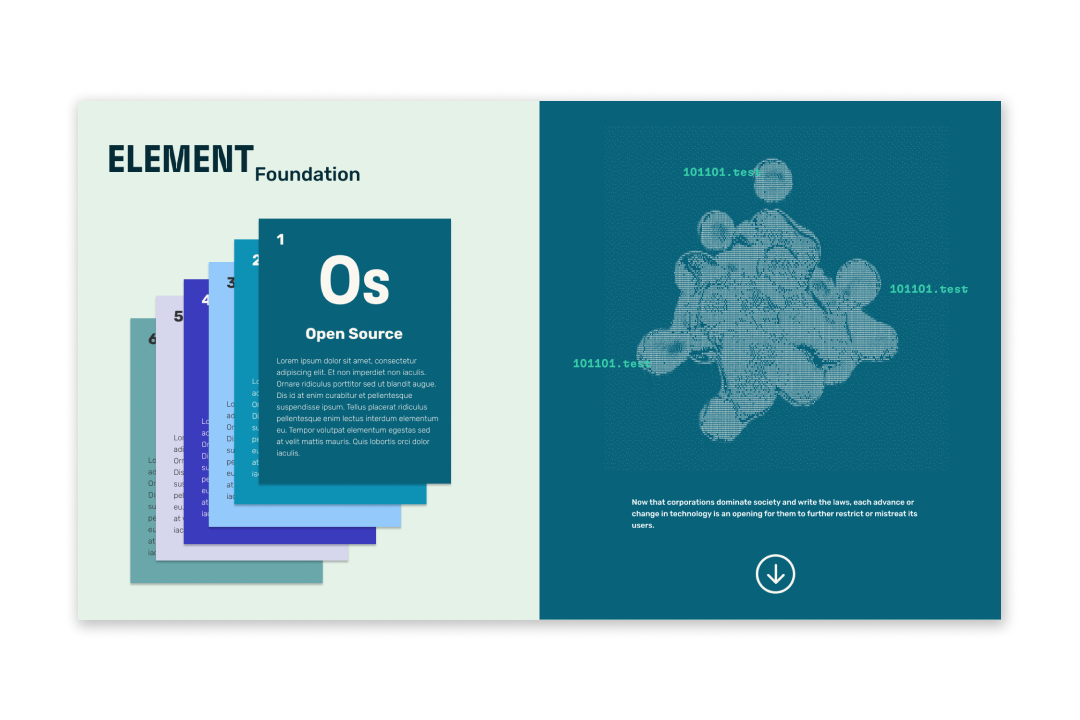 ELEMENT
Foundation
1
Os
Open Source
Lorem ipsum dolor sit amet, consectetur
adipiscing elit. Et non imperdiet non iaculis.
Ornare ridiculus porttitor sed ut blandit augue.
Dis id at enim curabitur et pellentesque
suspendisse ipsum. Tellus placerat ridiculus
pellentesque enim lectus interdum elementum
eu. Tempor volutpat elementum egestas sed
at velit mattis mauris. Quis lobortis orci dolor
iaculis.
2
3
4
5
6
101101.test
101101.test
101101.test
Now that corporations dominate society and write the laws, each advance or
change in technology is an opening for them to further restrict or mistreat its
users.